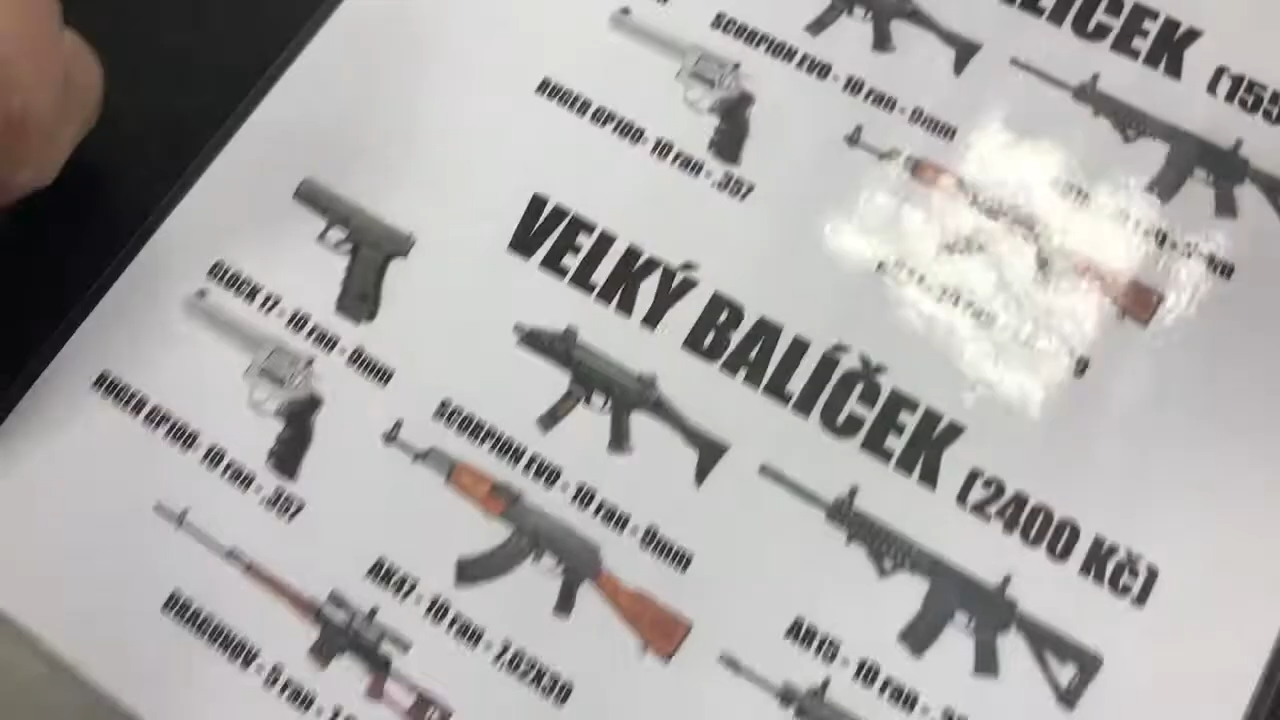 BALÍČEK (155
SCORPION EVO - 10 ran - 9mm
RUGER GP100- 10 ran - .357
VELKÝ BALÍČEK (2400 Kč)
GLOCK 17 - 10 ran - 9mm
SCORPION EVO - 10 ran - 9mm
RUGER GP100- 10 ran - .357
AR15 - 10 ran -
AK47 - 10 ran - 7,62X39
DRAGUNOV - 5 ran -